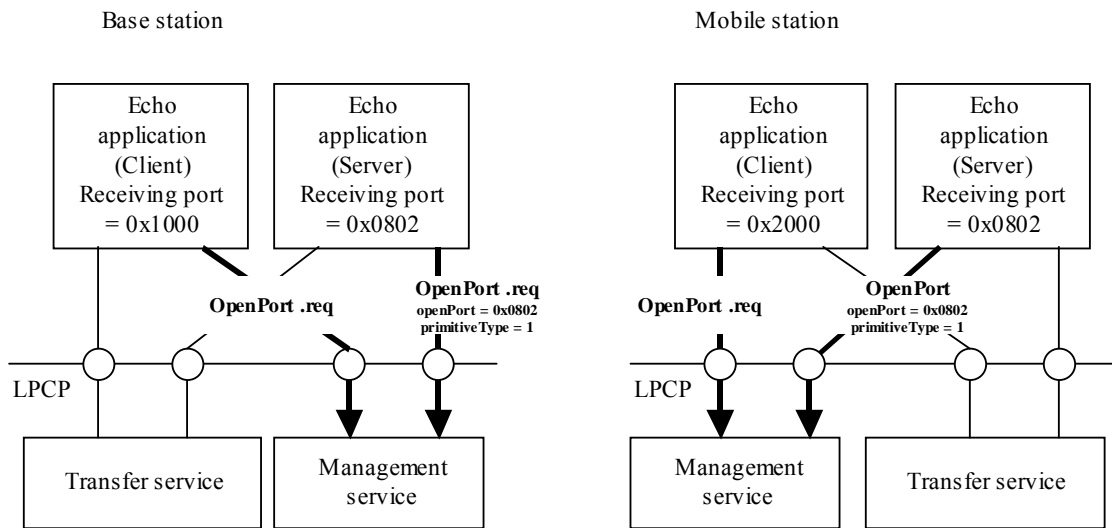 Base station
Mobile station
Echo
application
(Client)
Receiving port
= 0x1000
Echo
application
(Server)
Receiving port
= 0x0802
Echo
application
(Client)
Receiving port
= 0x2000
Echo
application
(Server)
Receiving port
= 0x0802
OpenPort .req
OpenPort .req
openPort = 0x0802
primitiveType = 1
OpenPort .req
OpenPort
openPort = 0x0802
primitiveType = 1
LPCP
LPCP
Transfer service
Management
service
Management
service
Transfer service